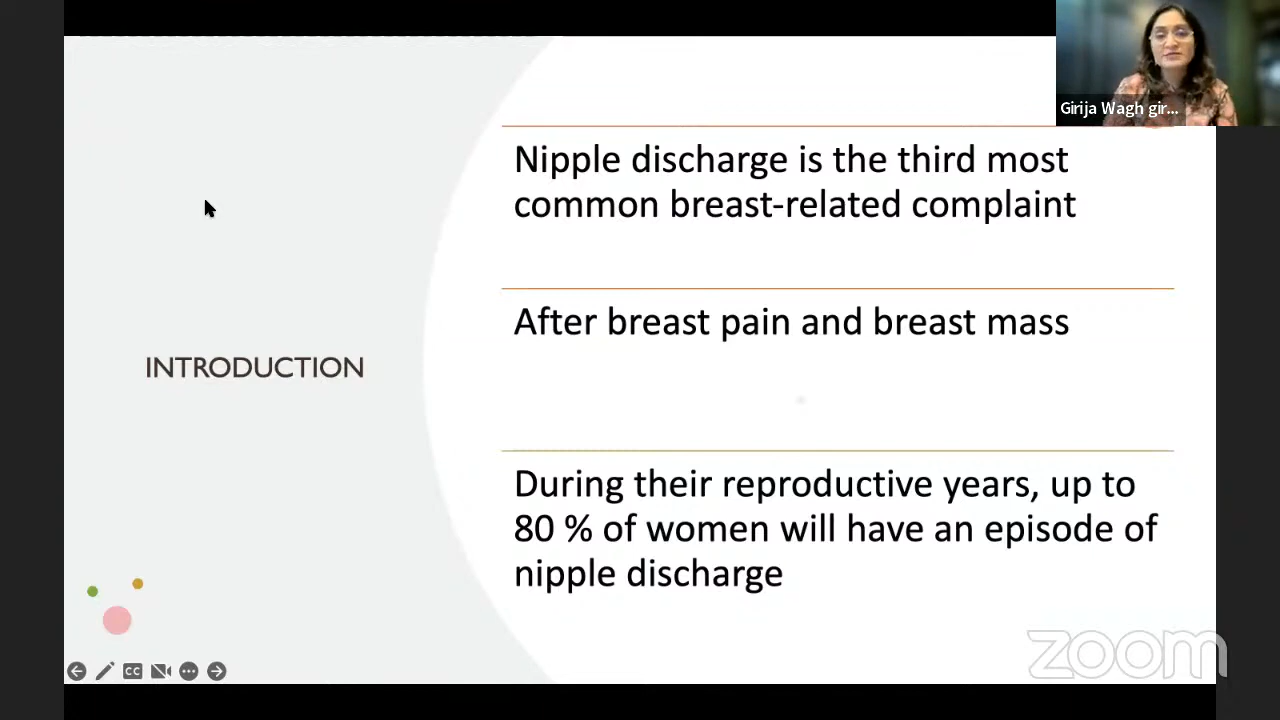 Girija Wagh gir...
Nipple discharge is the third most
common breast-related complaint
After breast pain and breast mass
INTRODUCTION
During their reproductive years, up to
80 % of women will have an episode of
nipple discharge
CC
zoom